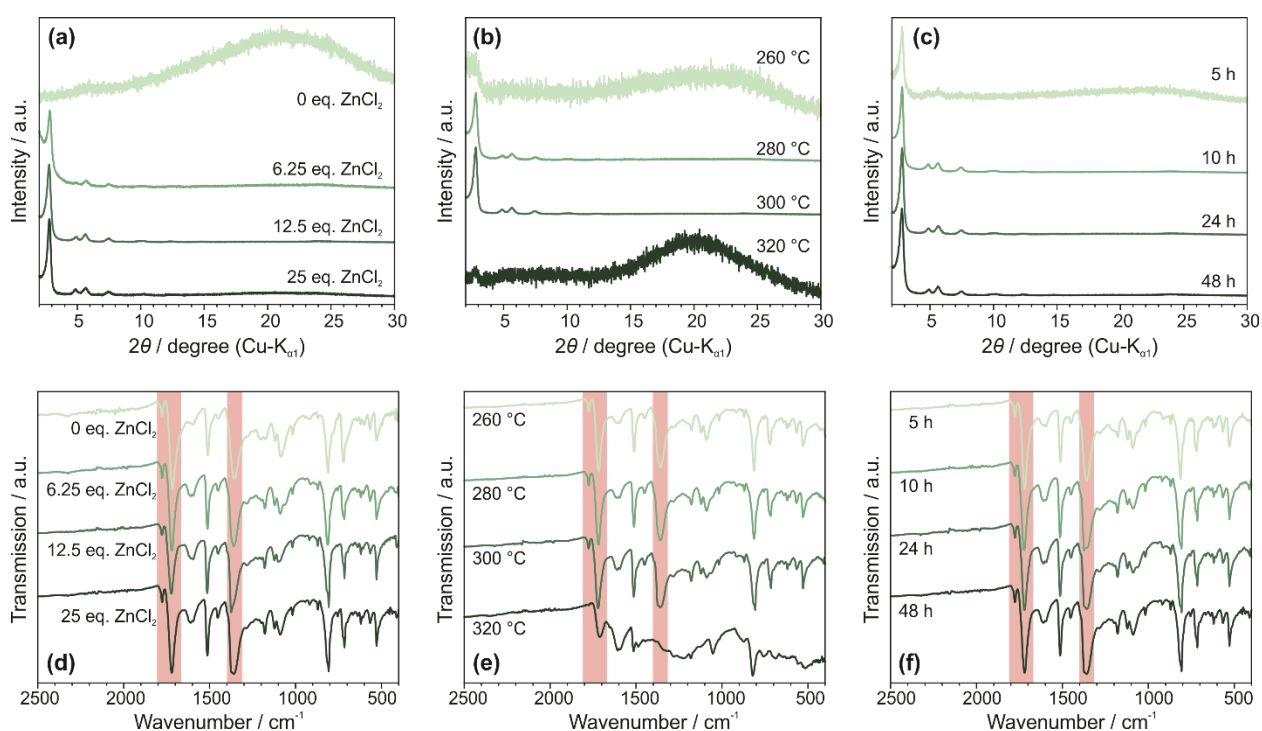 (a)
0 eq. ZnCl₂
6.25 eq. ZnCl₂
12.5 eq. ZnCl₂
25 eq. ZnCl₂
Intensity / a.u.
5 10 15 20 25 30
2θ / degree (Cu-Kα1)
(b)
260 °C
280 °C
300 °C
320 °C
Intensity / a.u.
5 10 15 20 25 30
2θ / degree (Cu-Kα1)
(c)
5 h
10 h
24 h
48 h
Intensity / a.u.
5 10 15 20 25 30
2θ / degree (Cu-Kα1)
0 eq. ZnCl₂
6.25 eq. ZnCl₂
12.5 eq. ZnCl₂
25 eq. ZnCl₂
(d)
Transmission / a.u.
2500 2000 1500 1000 500
Wavenumber / cm⁻¹
260 °C
280 °C
300 °C
320 °C
(e)
Transmission / a.u.
2500 2000 1500 1000 500
Wavenumber / cm⁻¹
5 h
10 h
24 h
48 h
(f)
Transmission / a.u.
2500 2000 1500 1000 500
Wavenumber / cm⁻¹